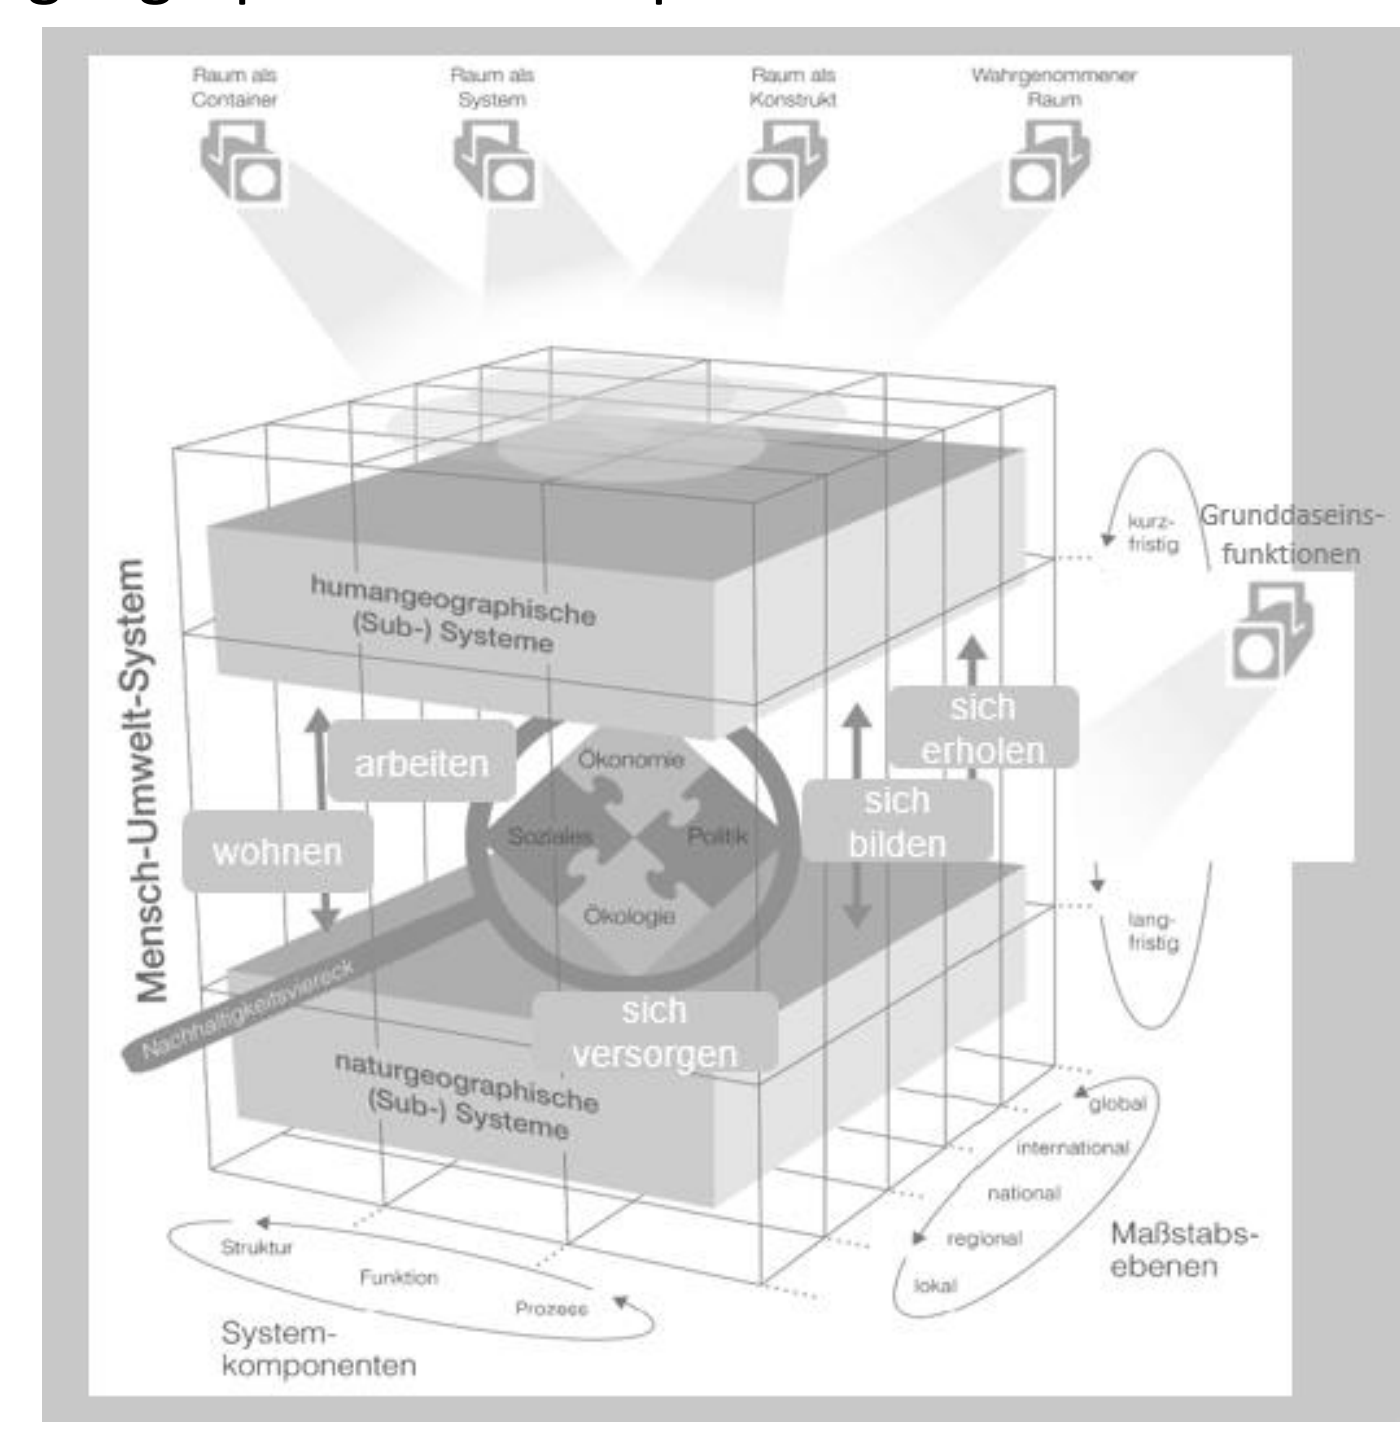 Raum als
Container
Raum als
System
Raum als
Konstrukt
Wahrgenommener
Raum
kurz-
fristig
Grunddaseins-
funktionen
Mensch-Umwelt-System
humangeographische
(Sub-) Systeme
sich
erholen
arbeiten
Ökonomie
sich
bilden
wohnen
Soziales
Politik
Ökologie
lang-
fristig
Nachhaltigkeitsviereck
sich
versorgen
naturgeographische
(Sub-) Systeme
global
international
national
regional
lokal
Maßstabs-
ebenen
Struktur
Funktion
Prozess
System-
komponenten